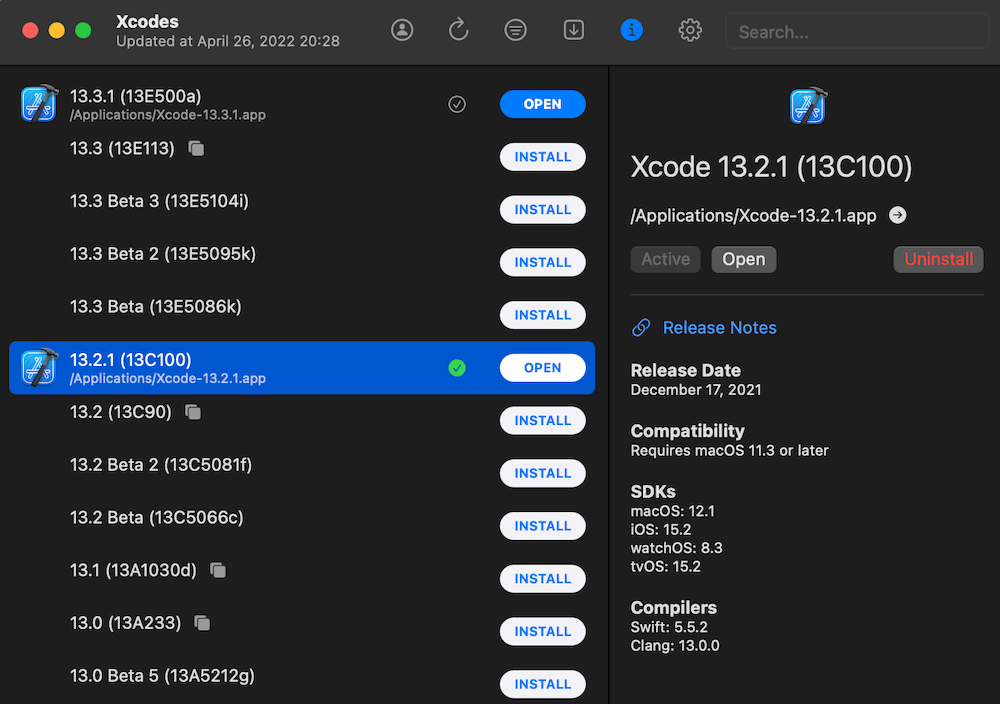 Xcodes
Updated at April 26, 2022 20:28
Search...
13.3.1 (13E500a)
/Applications/Xcode-13.3.1.app
OPEN
13.3 (13E113)
INSTALL
13.3 Beta 3 (13E5104i)
INSTALL
13.3 Beta 2 (13E5095k)
INSTALL
13.3 Beta (13E5086k)
INSTALL
13.2.1 (13C100)
/Applications/Xcode-13.2.1.app
OPEN
13.2 (13C90)
INSTALL
13.2 Beta 2 (13C5081f)
INSTALL
13.2 Beta (13C5066c)
INSTALL
13.1 (13A1030d)
INSTALL
13.0 (13A233)
INSTALL
13.0 Beta 5 (13A5212g)
INSTALL
Xcode 13.2.1 (13C100)
/Applications/Xcode-13.2.1.app
Active
Open
Uninstall
Release Notes
Release Date
December 17, 2021
Compatibility
Requires macOS 11.3 or later
SDKs
macOS: 12.1
iOS: 15.2
watchOS: 8.3
tvOS: 15.2
Compilers
Swift: 5.5.2
Clang: 13.0.0